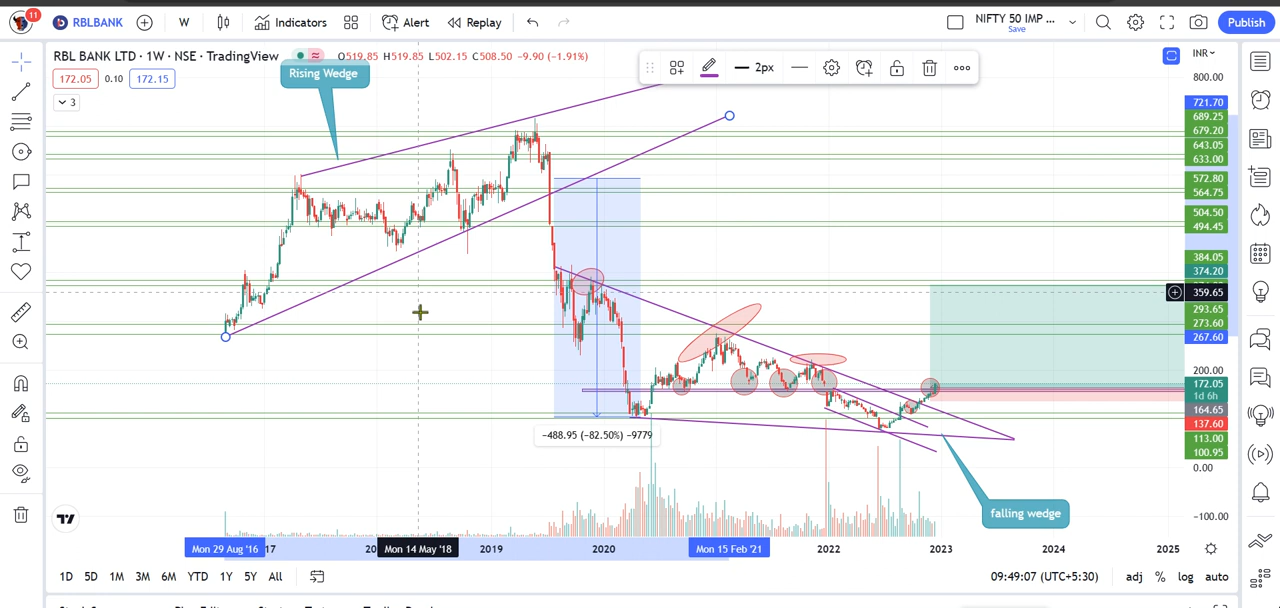 11
RBLBANK
W
Indicators
Alert
Replay
NIFTY 50 IMP ...
Save
Publish
RBL BANK LTD · 1W · NSE · TradingView
O519.85 H519.85 L502.15 C508.50 -9.90 (-1.91%)
2px
INR
172.05
0.10
172.15
3
Rising Wedge
800.00
721.70
689.25
679.20
643.05
633.00
572.80
564.75
504.50
494.45
384.05
374.20
359.65
293.65
273.60
267.60
200.00
172.05
1d 6h
164.65
137.60
113.00
100.95
0.00
-100.00
-488.95 (-82.50%) -9779
falling wedge
Mon 29 Aug '16
17
20
Mon 14 May '18
2019
2020
Mon 15 Feb '21
2022
2023
2024
2025
1D
5D
1M
3M
6M
YTD
1Y
5Y
All
09:49:07 (UTC+5:30)
adj
%
log
auto